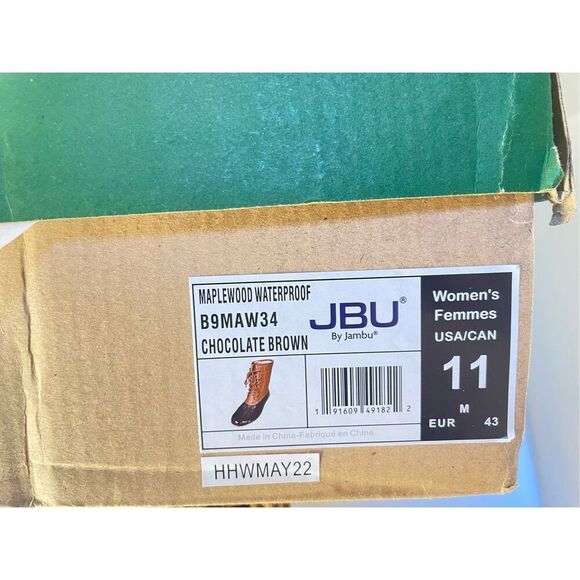 MAPLEWOOD WATERPROOF
B9MAW34
CHOCOLATE BROWN
JBU®
By Jambu®
1 91609 49182 2
Made in China-Fabriqué en Chine
Women's
Femmes
USA/CAN
11
M
EUR 43
HHWMAY22